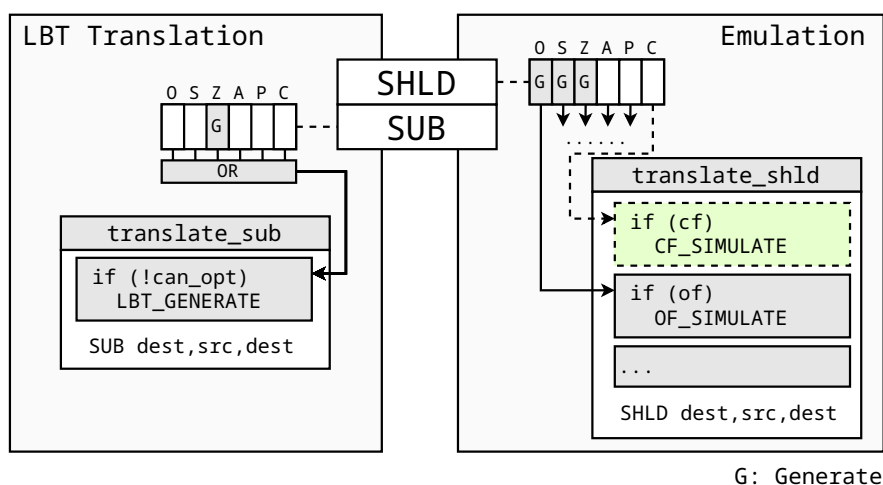 LBT Translation
O S Z A P C
G
OR
translate_sub
if (!can_opt)
LBT_GENERATE
SUB dest,src,dest
SHLD
SUB
Emulation
O S Z A P C
G G G
......
translate_shld
if (cf)
CF_SIMULATE
if (of)
OF_SIMULATE
...
SHLD dest,src,dest
G: Generate